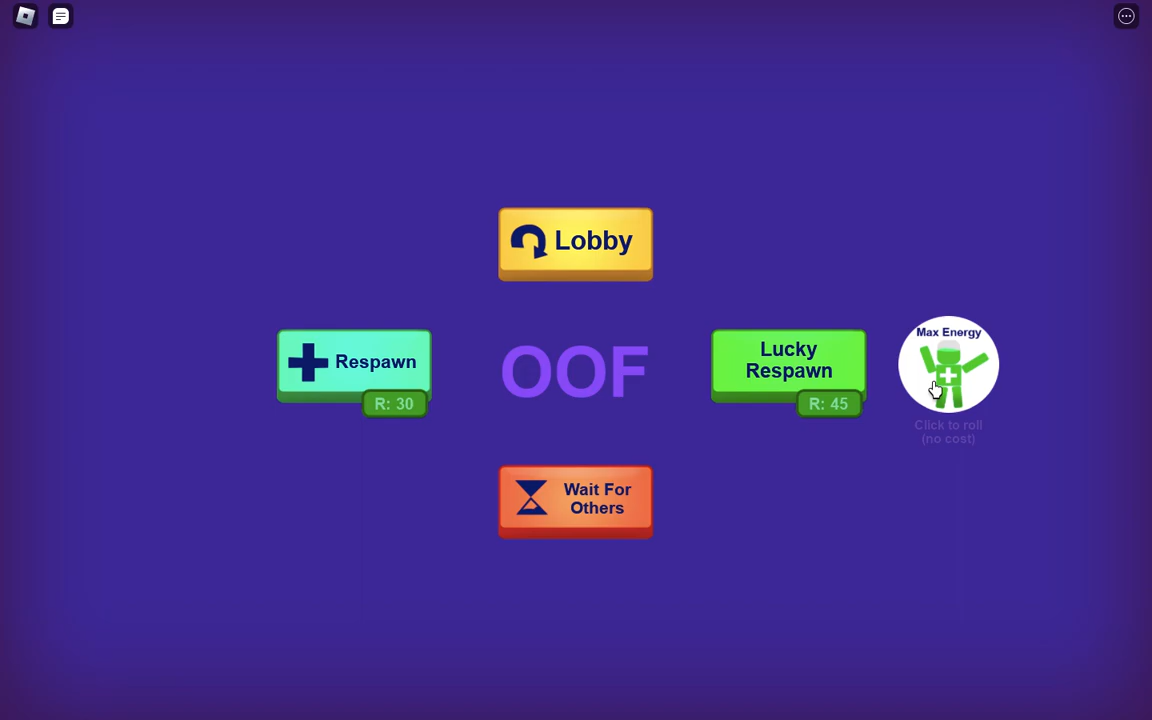 Lobby
Respawn
R: 30
OOF
Lucky
Respawn
R: 45
Max Energy
Click to roll
(no cost)
Wait For
Others